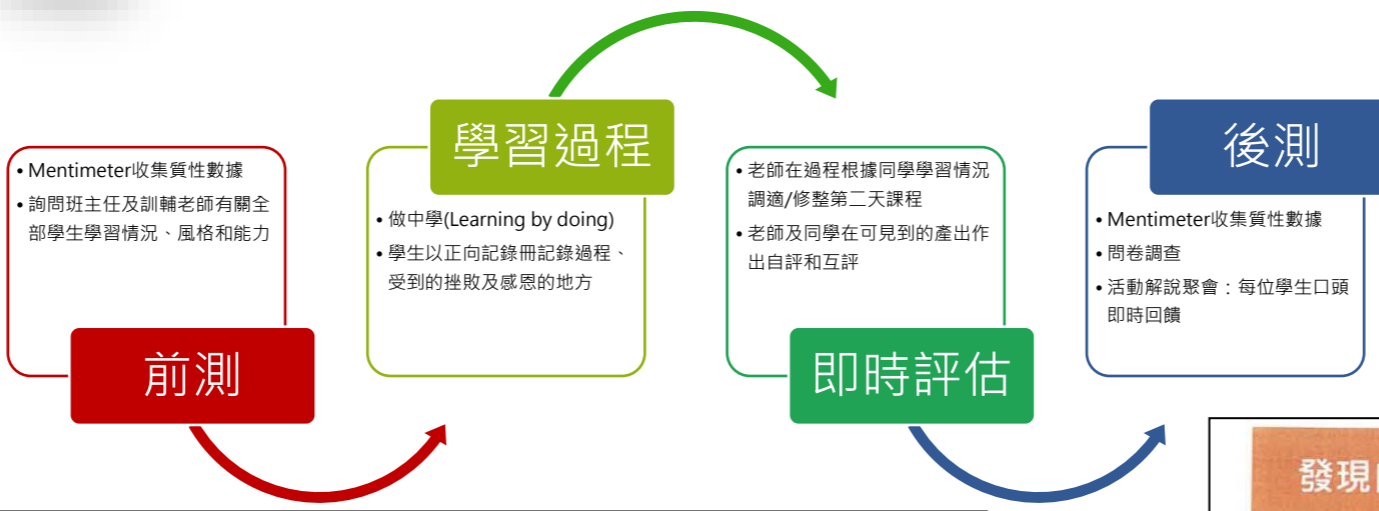 前測
• Mentimeter收集質性數據
• 詢問班主任及訓輔老師有關全
部學生學習情況、風格和能力
學習過程
• 做中學(Learning by doing)
• 學生以正向記錄冊記錄過程、
受到的挫敗及感恩的地方
即時評估
• 老師在過程根據同學學習情況
調適/修整第二天課程
• 老師及同學在可見到的產出作
出自評和互評
後測
• Mentimeter收集質性數據
• 問卷調查
• 活動解說聚會：每位學生口頭
即時回饋
發現